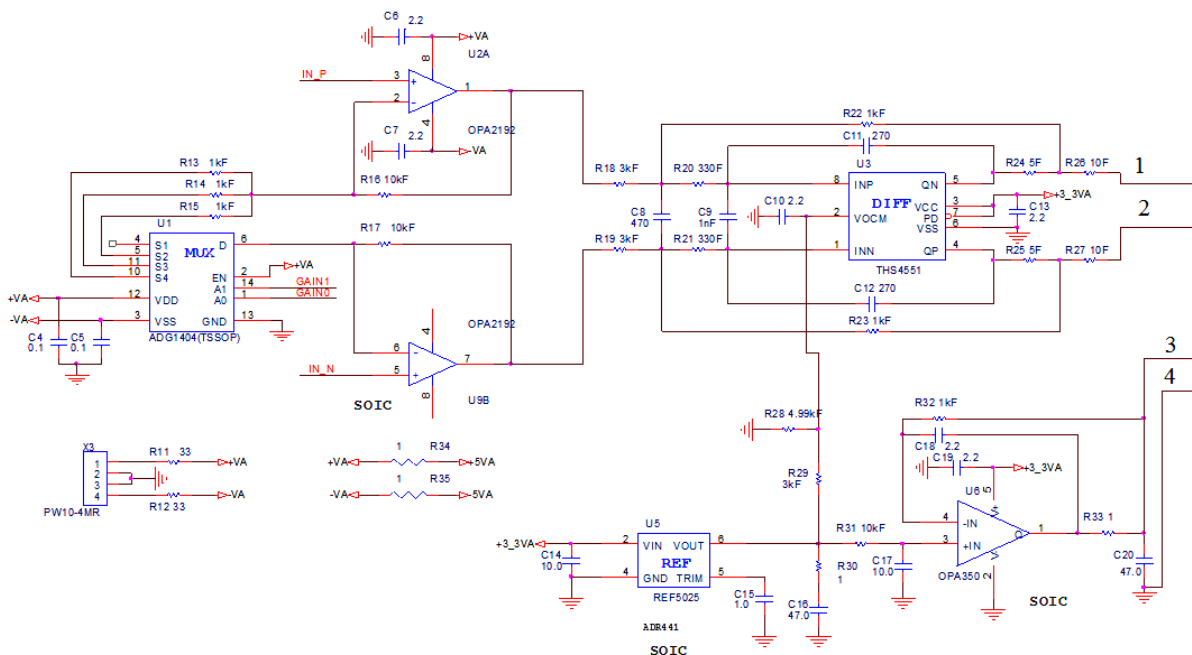 C6 2.2
+VA
U2A
8
IN_P
3
+
1
2
-
4
C7 2.2
OPA2192
-VA
R13 1kF
R14 1kF
R15 1kF
R16 10kF
U1
R17 10kF
MUX
4 S1 D 6
5 S2
11 S3 EN 2 +VA
10 S4 A1 14 GAIN1
+VA 12 VDD A0 1 GAIN0
-VA 3 VSS GND 13
ADG1404(TSSOP)
C4 0.1
C5 0.1
4
OPA2192
6
-
7
IN_N
5
+
8
U9B
SOIC
R18 3kF
R20 330F
R22 1kF
C11 270
U3
R24 5F
R26 10F
1
8 INP QN 5
DIFF
VCC 3 +3_3VA
C10 2.2
2 VOCM PD 7
VSS 6
C13 2.2
2
C8 470
C9 1nF
R19 3kF
R21 330F
1 INN QP 4
R25 5F
R27 10F
THS4551
C12 270
R23 1kF
X3
1
2
3
4
PW10-4MR
R11 33
+VA
R12 33
-VA
+VA 1 R34 +5VA
-VA 1 R35 -5VA
R28 4.99kF
R29 3kF
U5
+3_3VA 2 VIN VOUT 6
REF
4 GND TRIM 5
REF5025
C14 10.0
C15 1.0
ADR441
SOIC
R31 10kF
R30 1
C16 47.0
C17 10.0
3
4
R32 1kF
C18 2.2
C19 2.2
+3_3VA
U6
5
V+
4 -IN
O 1
R33 1
3 +IN
V-
2
OPA350
SOIC
C20 47.0